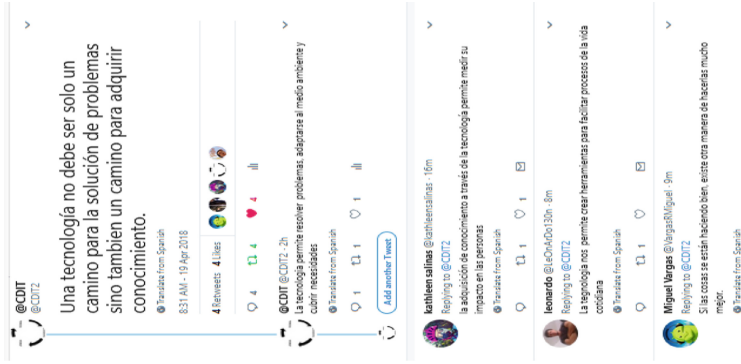 @CDIT
@CDIT2
Una tecnología no debe ser solo un
camino para la solución de problemas
sino tambien un camino para adquirir
conocimiento.
Translate from Spanish
8:31 AM - 19 Apr 2018
4 Retweets 4 Likes
4 4 4
@CDIT @CDIT2 · 2h
La tecnología permite resolver problemas, adaptarse al medio ambiente y
cubrir necesidades
Translate from Spanish
1 1 1
Add another Tweet
kathleen salinas @kathleensalinas · 16m
Replying to @CDIT2
la adquisición de conocimiento a través de la tecnología permite medir su
impacto en las personas
Translate from Spanish
1 1
leonardo @LeOnArDo130n · 8m
Replying to @CDIT2
La tegnología nos permite crear herramientas para facilitar procesos de la vida
cotidiana
Translate from Spanish
1
Miguel Vargas @VargasRMiguel · 9m
Replying to @CDIT2
Si las cosas se están haciendo bien, existe otra manera de hacerlas mucho
mejor.
Translate from Spanish